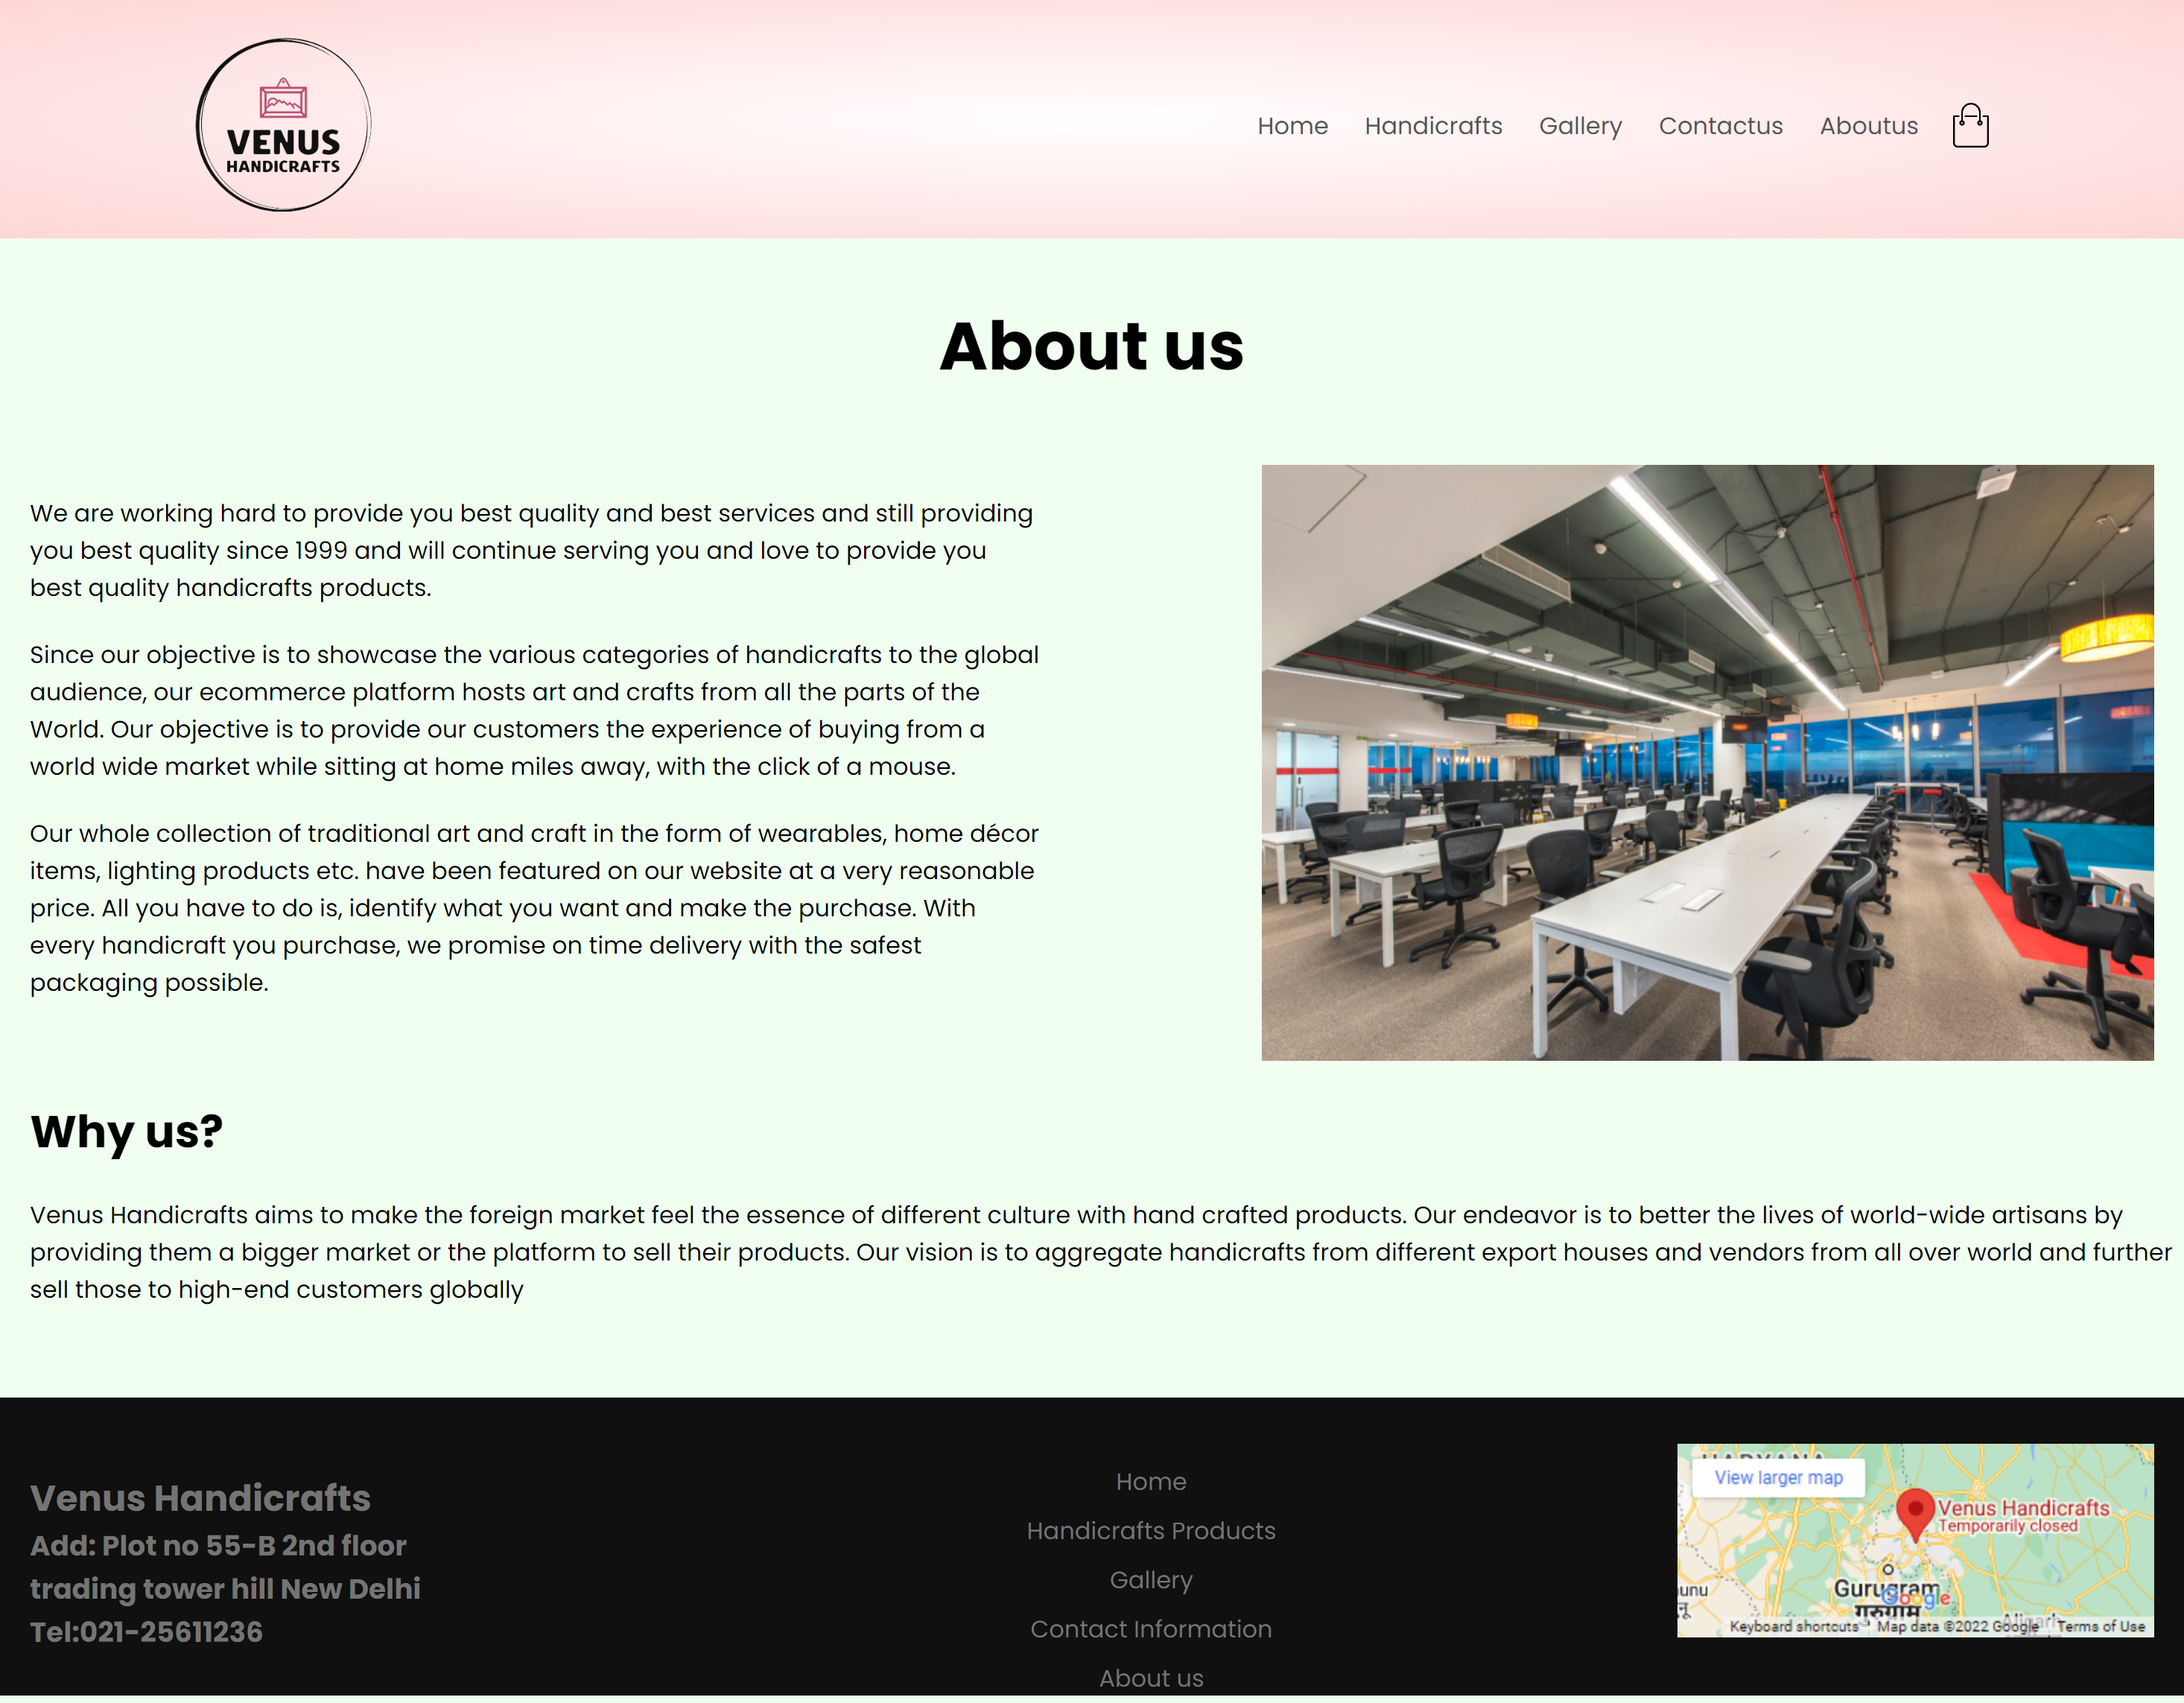 VENUS
HANDICRAFTS
Home Handicrafts Gallery Contactus Aboutus
About us
We are working hard to provide you best quality and best services and still providing
you best quality since 1999 and will continue serving you and love to provide you
best quality handicrafts products.
Since our objective is to showcase the various categories of handicrafts to the global
audience, our ecommerce platform hosts art and crafts from all the parts of the
World. Our objective is to provide our customers the experience of buying from a
world wide market while sitting at home miles away, with the click of a mouse.
Our whole collection of traditional art and craft in the form of wearables, home décor
items, lighting products etc. have been featured on our website at a very reasonable
price. All you have to do is, identify what you want and make the purchase. With
every handicraft you purchase, we promise on time delivery with the safest
packaging possible.
Why us?
Venus Handicrafts aims to make the foreign market feel the essence of different culture with hand crafted products. Our endeavor is to better the lives of world-wide artisans by
providing them a bigger market or the platform to sell their products. Our vision is to aggregate handicrafts from different export houses and vendors from all over world and further
sell those to high-end customers globally
Venus Handicrafts
Add: Plot no 55-B 2nd floor
trading tower hill New Delhi
Tel:021-25611236
Home
Handicrafts Products
Gallery
Contact Information
About us
View larger map
Venus Handicrafts
Temporarily closed
Gurugram
Google
गुरुग्राम
Keyboard shortcuts Map data ©2022 Google Terms of Use